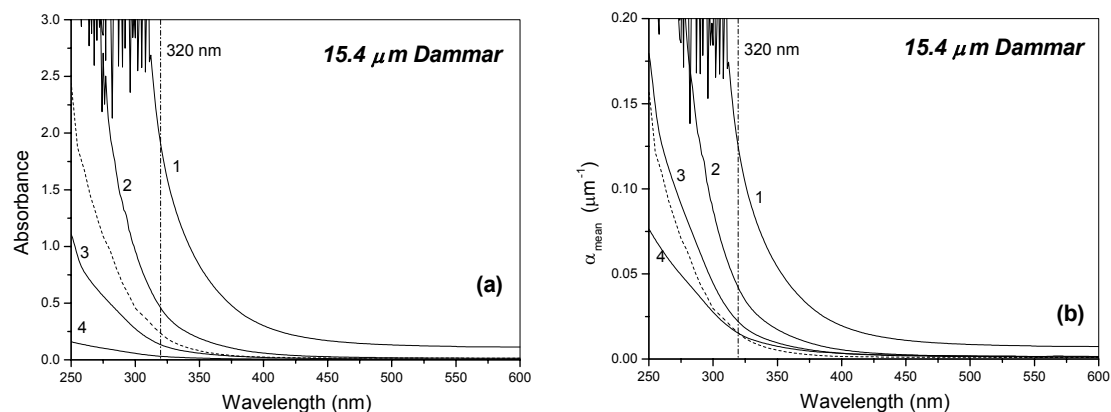 3.0
2.5
2.0
1.5
1.0
0.5
0.0
Absorbance
320 nm
15.4 μm Dammar
1
2
3
4
(a)
250 300 350 400 450 500 550 600
Wavelength (nm)
0.20
0.15
0.10
0.05
0.00
α mean (μm⁻¹)
320 nm
15.4 μm Dammar
1
2
3
4
(b)
250 300 350 400 450 500 550 600
Wavelength (nm)